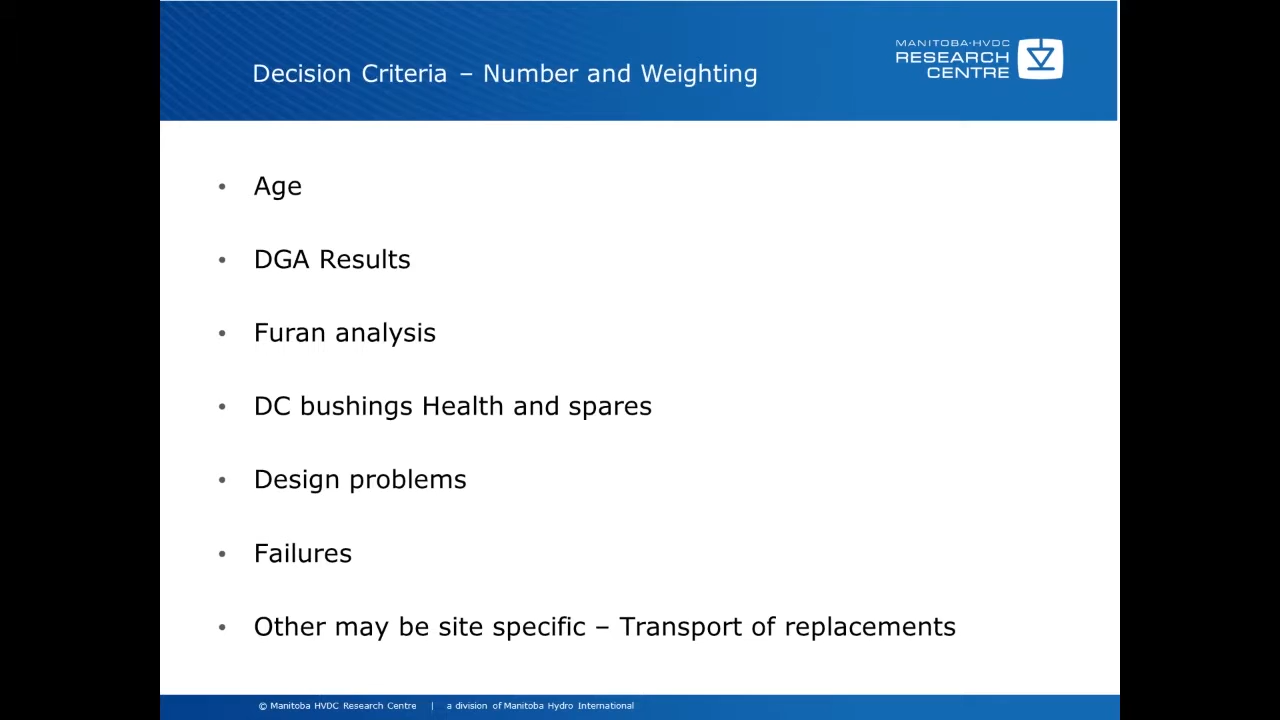 Decision Criteria – Number and Weighting
MANITOBA·HVDC
RESEARCH
CENTRE
• Age
• DGA Results
• Furan analysis
• DC bushings Health and spares
• Design problems
• Failures
• Other may be site specific – Transport of replacements
© Manitoba HVDC Research Centre | a division of Manitoba Hydro International